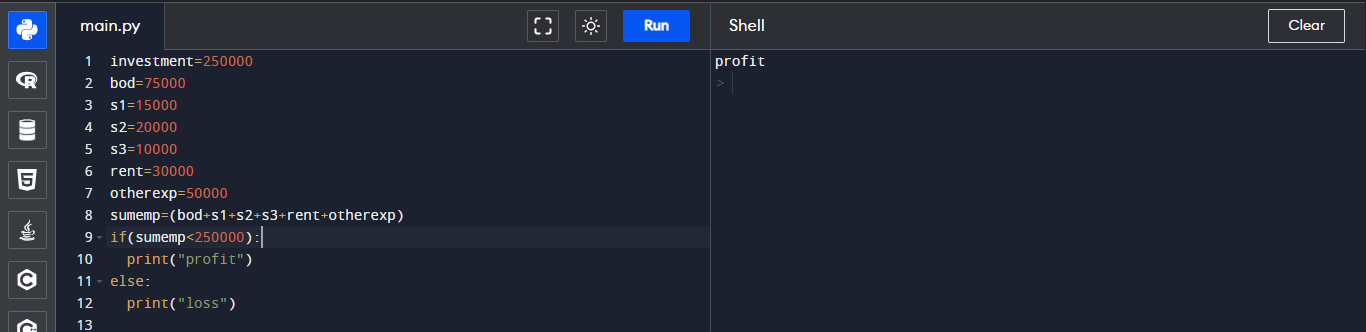 main.py
Run
Shell
Clear
1 investment=250000
2 bod=75000
3 s1=15000
4 s2=20000
5 s3=10000
6 rent=30000
7 otherexp=50000
8 sumemp=(bod+s1+s2+s3+rent+otherexp)
9 if(sumemp<250000):
10   print("profit")
11 else:
12   print("loss")
13
profit
>